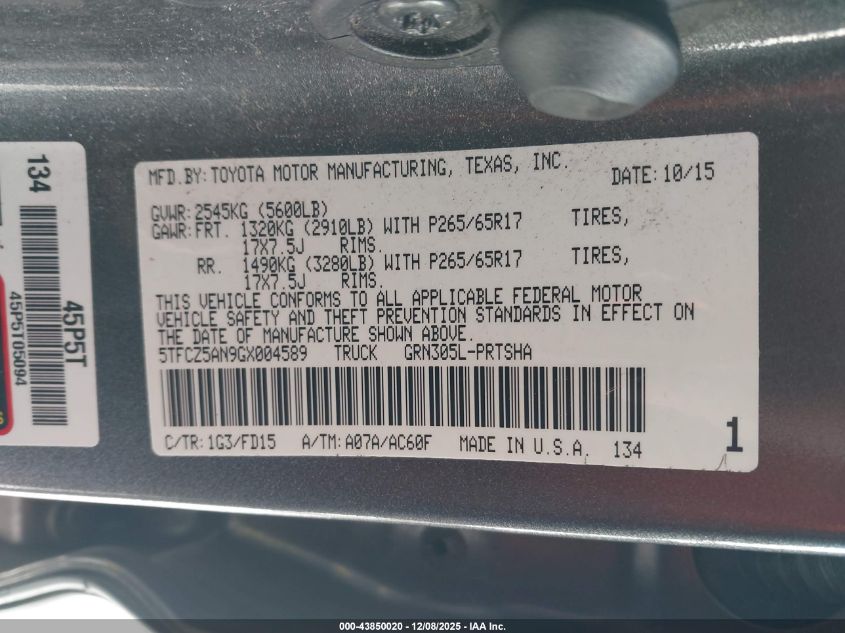 MFD.BY:TOYOTA MOTOR MANUFACTURING, TEXAS, INC. DATE:10/15
GVWR:2545KG (5600LB)
GAWR:FRT. 1320KG (2910LB) WITH P265/65R17 TIRES,
17X7.5J RIMS.
RR. 1490KG (3280LB) WITH P265/65R17 TIRES,
17X7.5J RIMS.
THIS VEHICLE CONFORMS TO ALL APPLICABLE FEDERAL MOTOR
VEHICLE SAFETY AND THEFT PREVENTION STANDARDS IN EFFECT ON
THE DATE OF MANUFACTURE SHOWN ABOVE.
5TFCZ5AN9GX004589 TRUCK GRN305L-PRTSHA
C/TR:1G3/FD15 A/TM:A07A/AC60F MADE IN U.S.A. 134
1
134
45P5T
45P5T05094
000-43850020 - 12/08/2025 - IAA Inc.